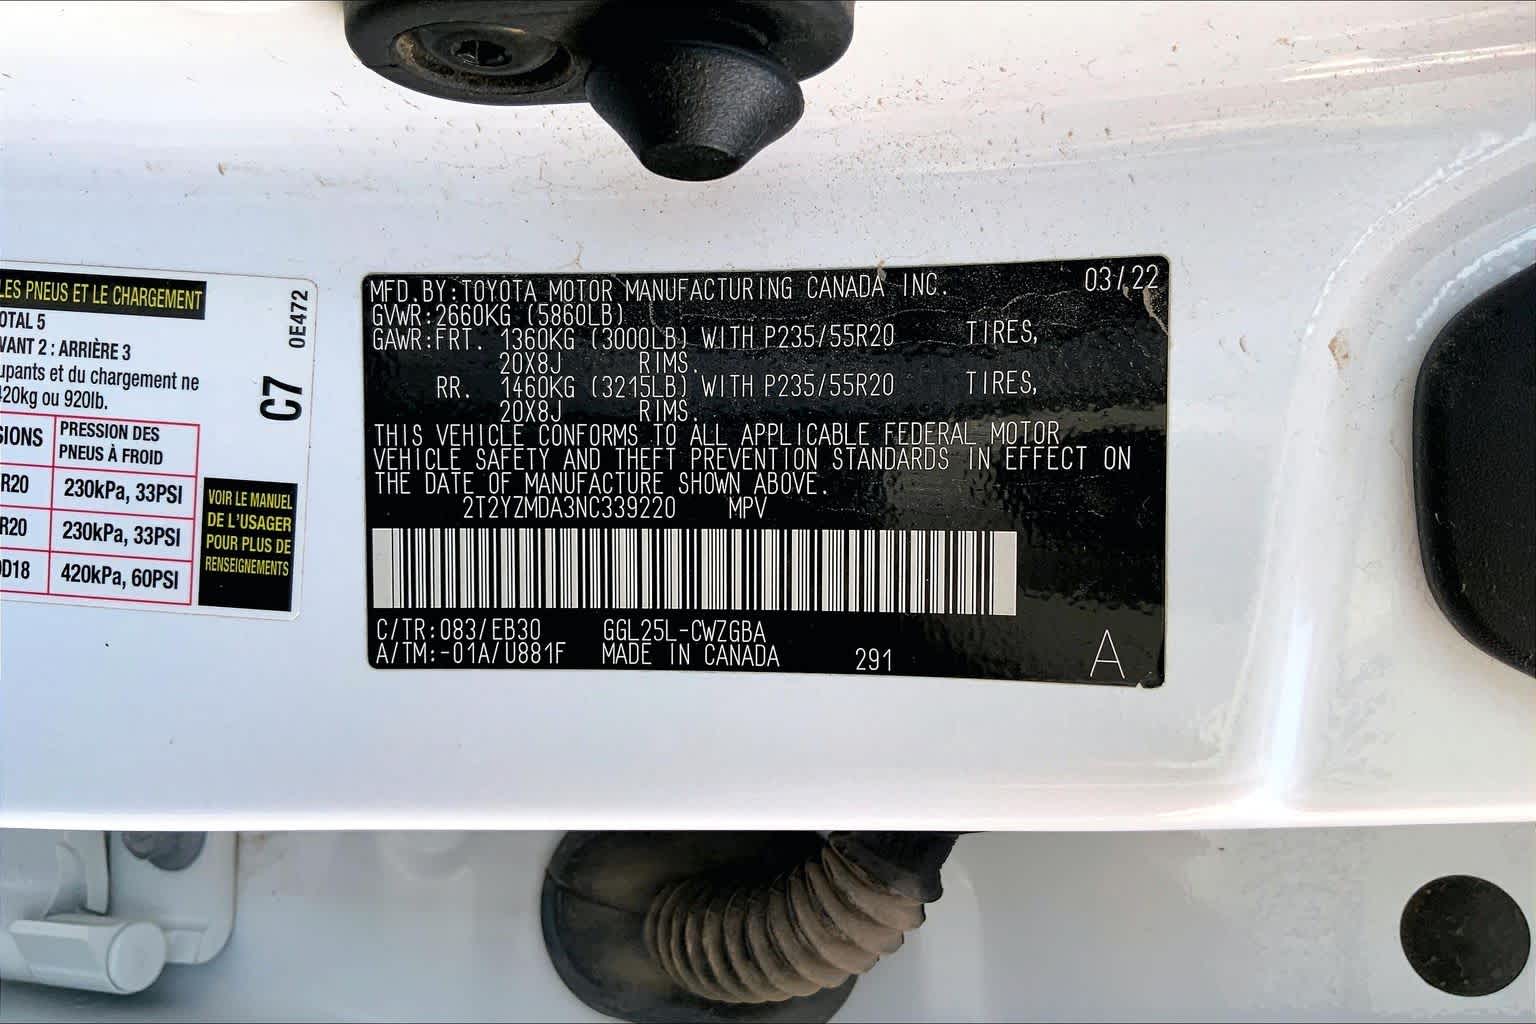 LES PNEUS ET LE CHARGEMENT
OTAL 5
VANT 2 : ARRIÈRE 3
upants et du chargement ne
420kg ou 920lb.
SIONS PRESSION DES
PNEUS À FROID
R20 230kPa, 33PSI
R20 230kPa, 33PSI
D18 420kPa, 60PSI
0E472
C7
VOIR LE MANUEL
DE L'USAGER
POUR PLUS DE
RENSEIGNEMENTS
MFD.BY:TOYOTA MOTOR MANUFACTURING CANADA INC. 03/22
GVWR:2660KG (5860LB)
GAWR:FRT. 1360KG (3000LB) WITH P235/55R20 TIRES,
20X8J RIMS.
RR. 1460KG (3215LB) WITH P235/55R20 TIRES,
20X8J RIMS.
THIS VEHICLE CONFORMS TO ALL APPLICABLE FEDERAL MOTOR
VEHICLE SAFETY AND THEFT PREVENTION STANDARDS IN EFFECT ON
THE DATE OF MANUFACTURE SHOWN ABOVE.
2T2YZMDA3NC339220 MPV
C/TR:083/EB30 GGL25L-CWZGBA
A/TM:-01A/U881F MADE IN CANADA 291 A